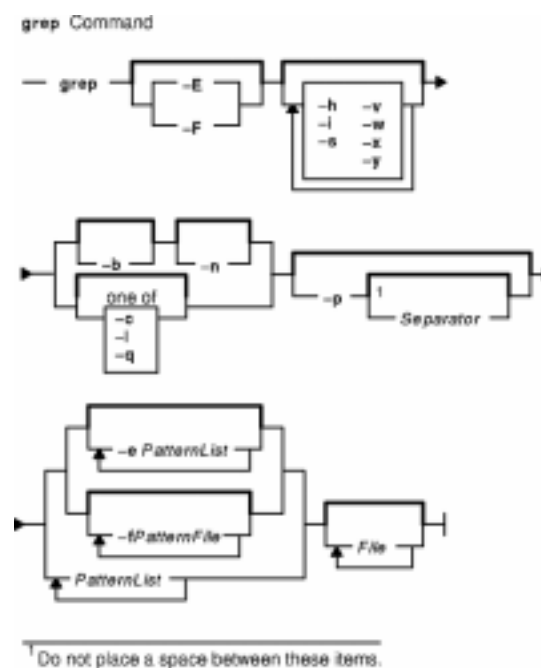 grep Command
grep
-E
-F
-h -v
-i -w
-s -x
-y
-b
-n
one of
-c
-l
-q
-p
1
Separator
-e PatternList
-fPatternFile
PatternList
File
1 Do not place a space between these items.